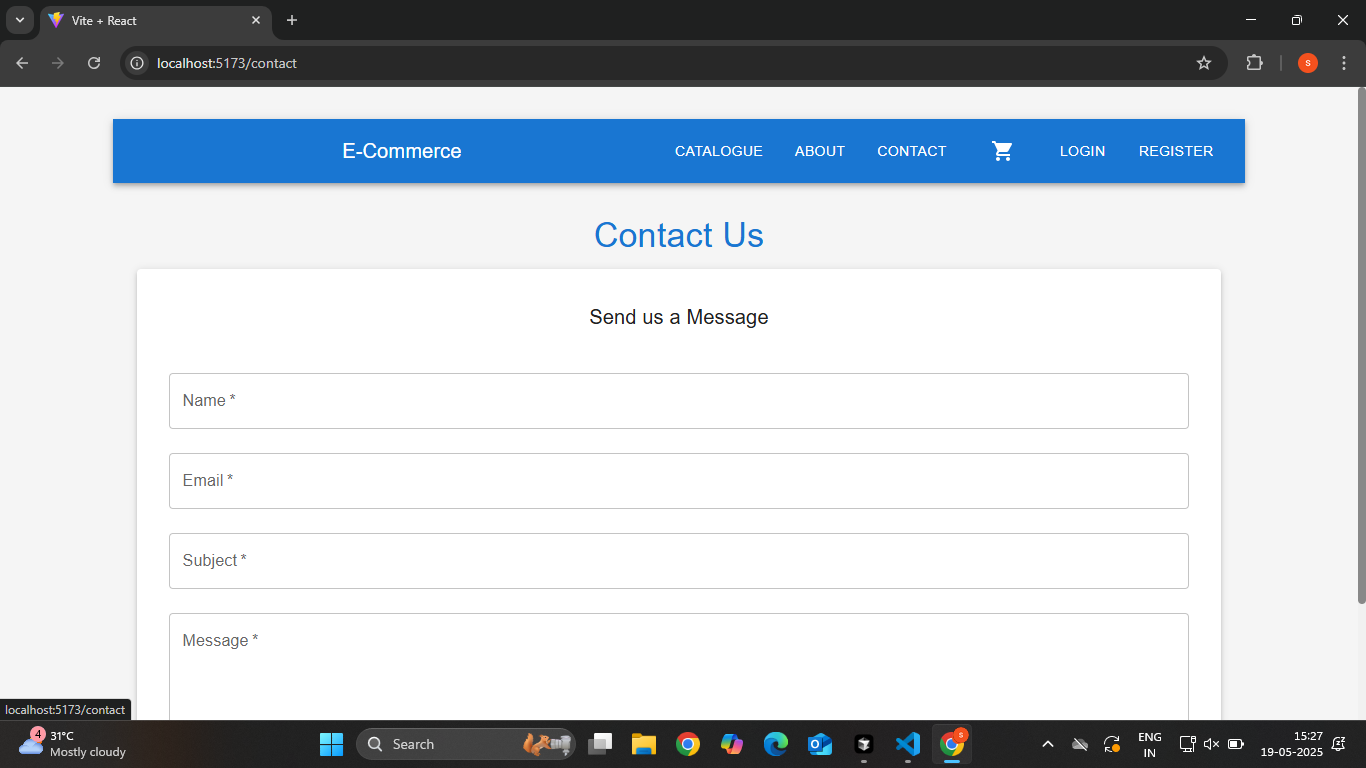 Vite + React
localhost:5173/contact
s
E-Commerce
CATALOGUE ABOUT CONTACT LOGIN REGISTER
Contact Us
Send us a Message
Name *
Email *
Subject *
Message *
localhost:5173/contact
4
31°C
Mostly cloudy
Search
s
ENG
IN
15:27
19-05-2025